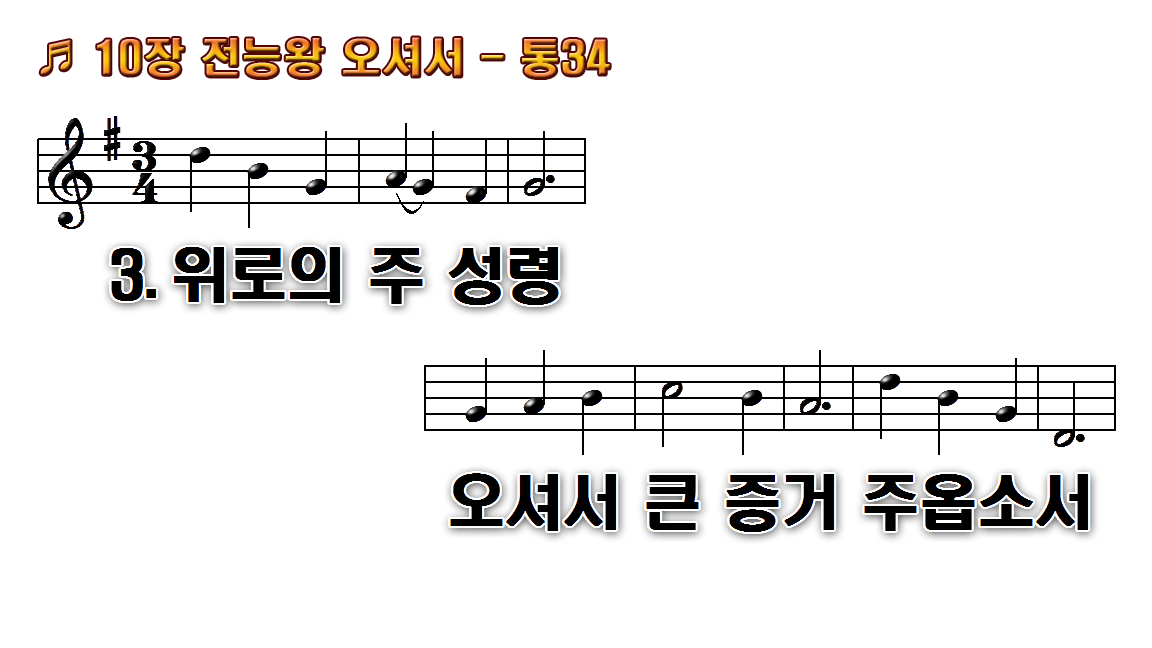 10장 전능왕 오셔서 - 통34
3. 위로의 주 성령
오셔서 큰 증거 주옵소서